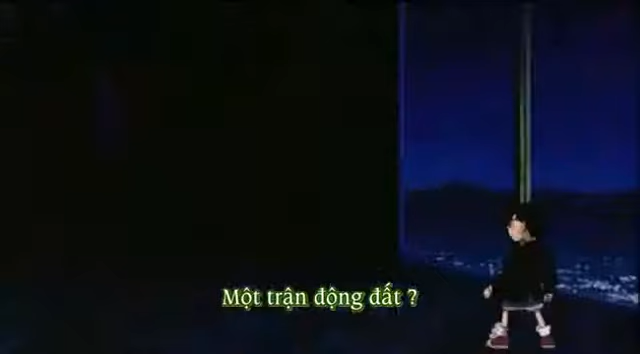 Một trận động đất ?